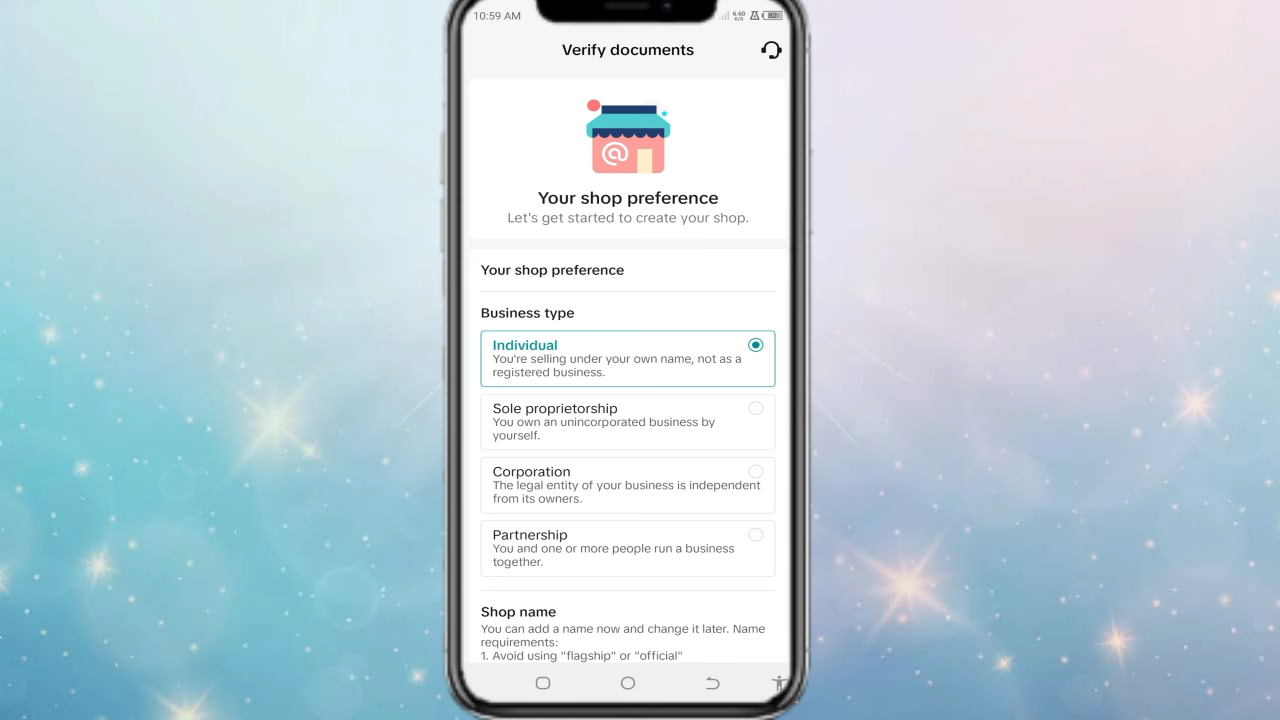 10:59 AM
6.60
K/S
82
Verify documents
@
Your shop preference
Let's get started to create your shop.
Your shop preference
Business type
Individual
You're selling under your own name, not as a
registered business.
Sole proprietorship
You own an unincorporated business by
yourself.
Corporation
The legal entity of your business is independent
from its owners.
Partnership
You and one or more people run a business
together.
Shop name
You can add a name now and change it later. Name
requirements:
1. Avoid using "flagship" or "official"